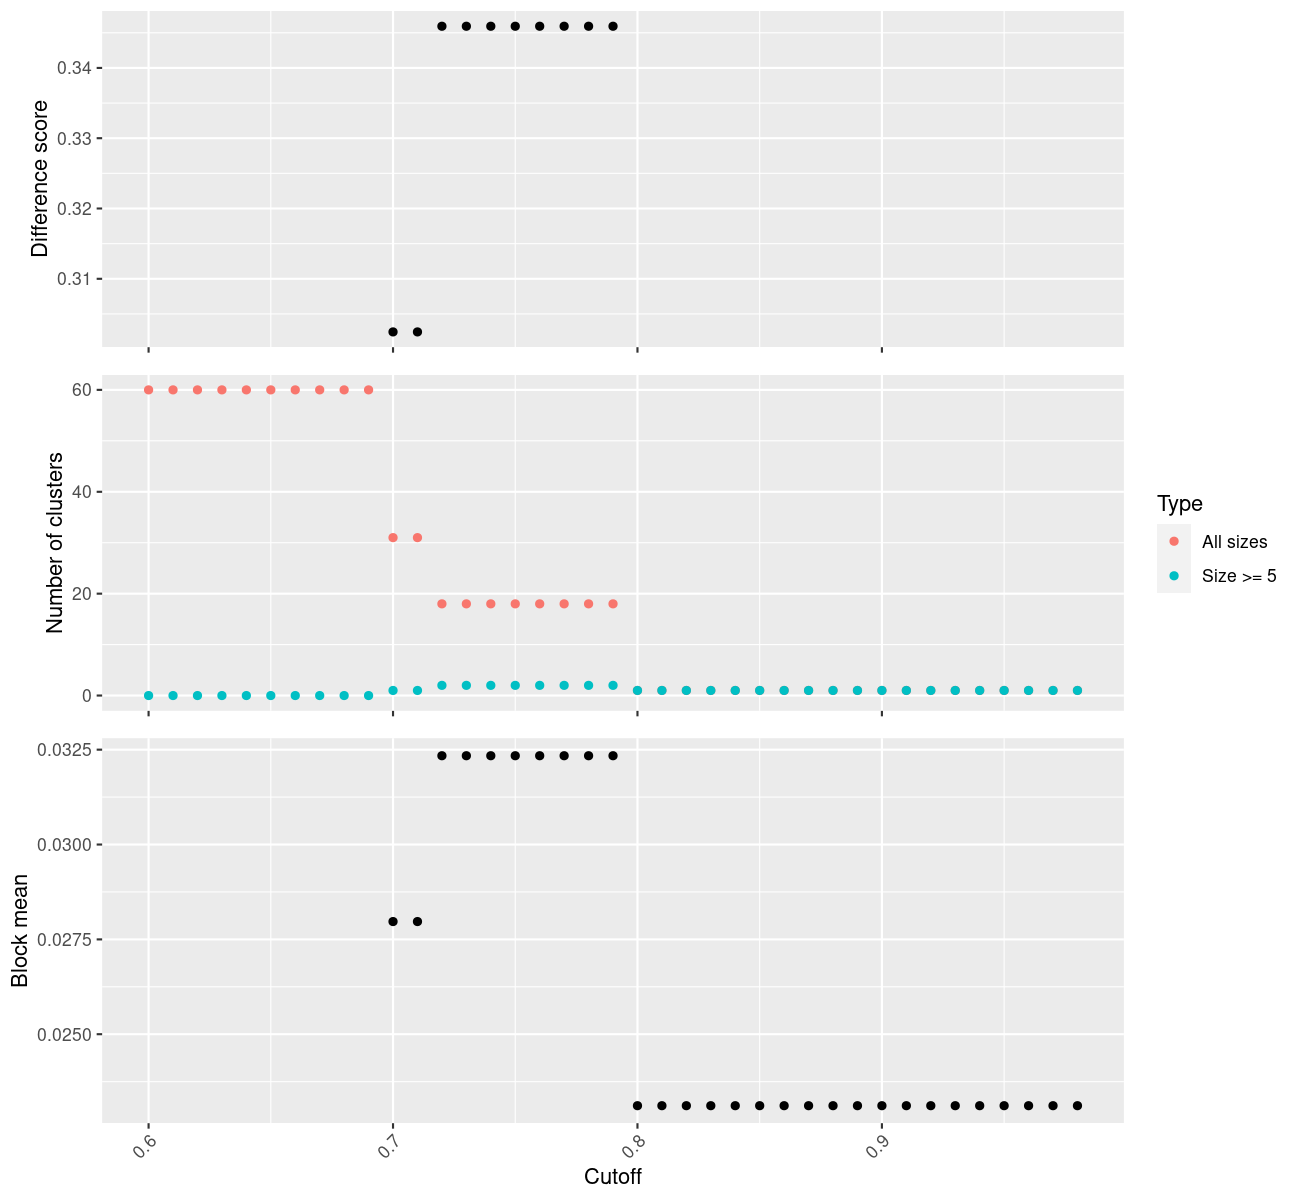 Difference score
0.34
0.33
0.32
0.31
Number of clusters
60
40
20
0
Type
All sizes
Size >= 5
Block mean
0.0325
0.0300
0.0275
0.0250
0.6
0.7
0.8
0.9
Cutoff